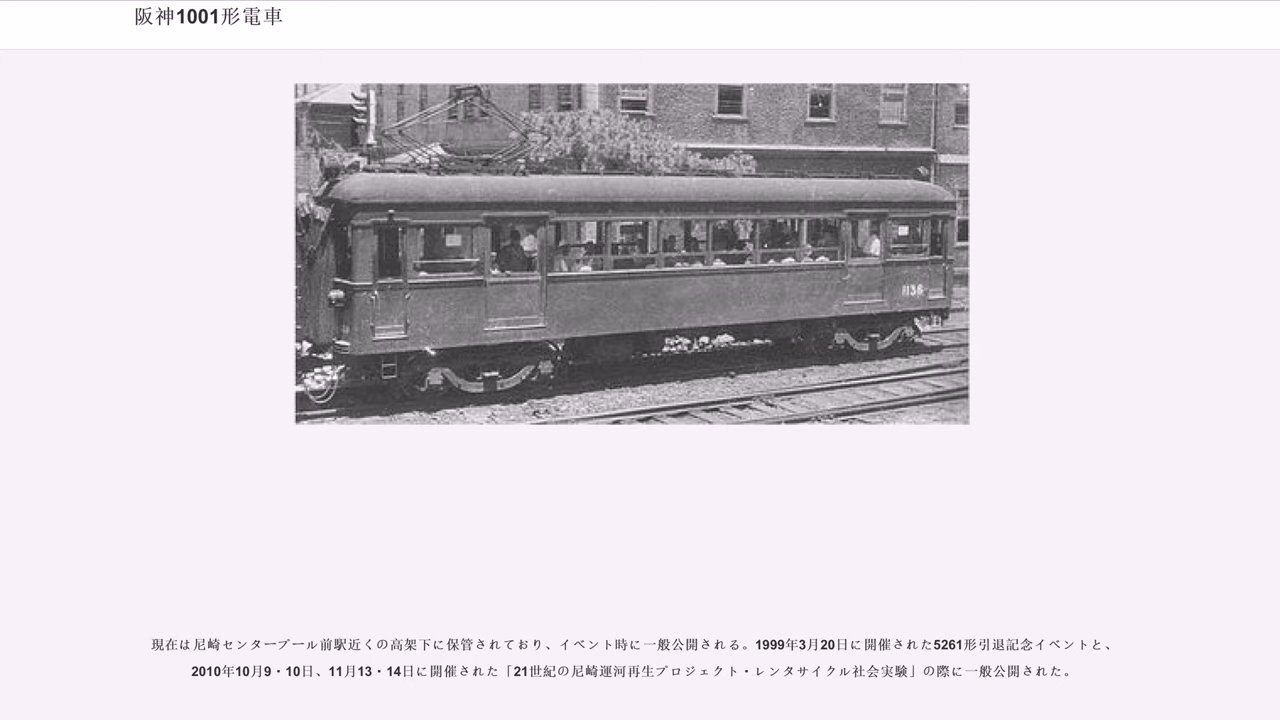 阪神1001形電車
1136
現在は尼崎センタープール前駅近くの高架下に保管されており、イベント時に一般公開される。1999年3月20日に開催された5261形引退記念イベントと、
2010年10月9・10日、11月13・14日に開催された「21世紀の尼崎運河再生プロジェクト・レンタサイクル社会実験」の際に一般公開された。